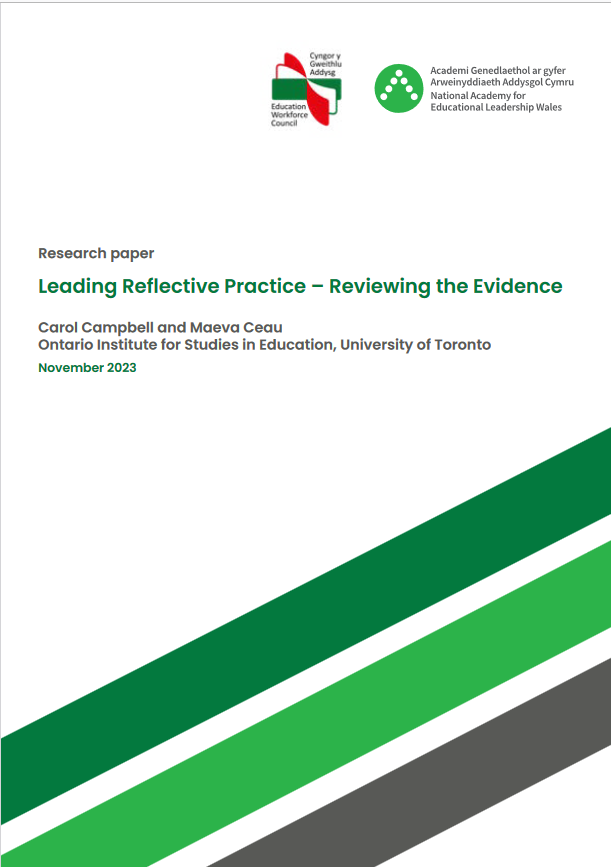 Cyngor y
Gweithlu
Addysg
Education
Workforce
Council
Academi Genedlaethol ar gyfer
Arweinyddiaeth Addysgol Cymru
National Academy for
Educational Leadership Wales
Research paper
Leading Reflective Practice – Reviewing the Evidence
Carol Campbell and Maeva Ceau
Ontario Institute for Studies in Education, University of Toronto
November 2023